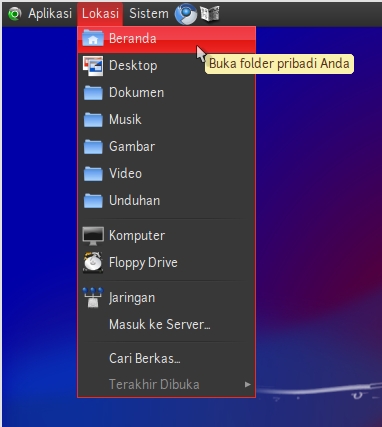 Aplikasi Lokasi Sistem
Beranda
Buka folder pribadi Anda
Desktop
Dokumen
Musik
Gambar
Video
Unduhan
Komputer
Floppy Drive
Jaringan
Masuk ke Server...
Cari Berkas...
Terakhir Dibuka